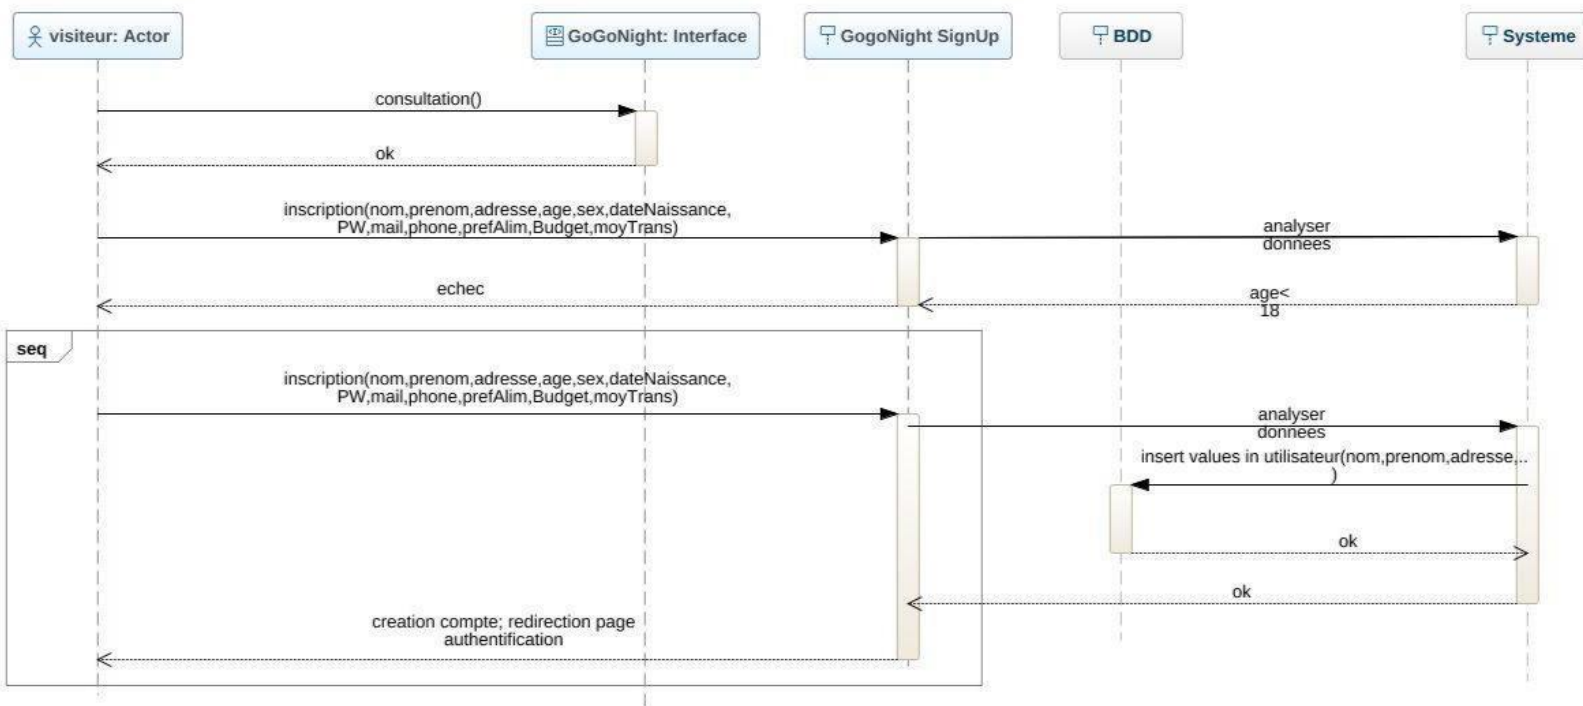 visiteur: Actor
GoGoNight: Interface
GogoNight SignUp
BDD
Systeme
consultation()
ok
inscription(nom,prenom,adresse,age,sex,dateNaissance,
PW,mail,phone,prefAlim,Budget,moyTrans)
analyser
donnees
echec
age<
18
seq
inscription(nom,prenom,adresse,age,sex,dateNaissance,
PW,mail,phone,prefAlim,Budget,moyTrans)
analyser
donnees
insert values in utilisateur(nom,prenom,adresse,..
)
ok
ok
creation compte; redirection page
authentification